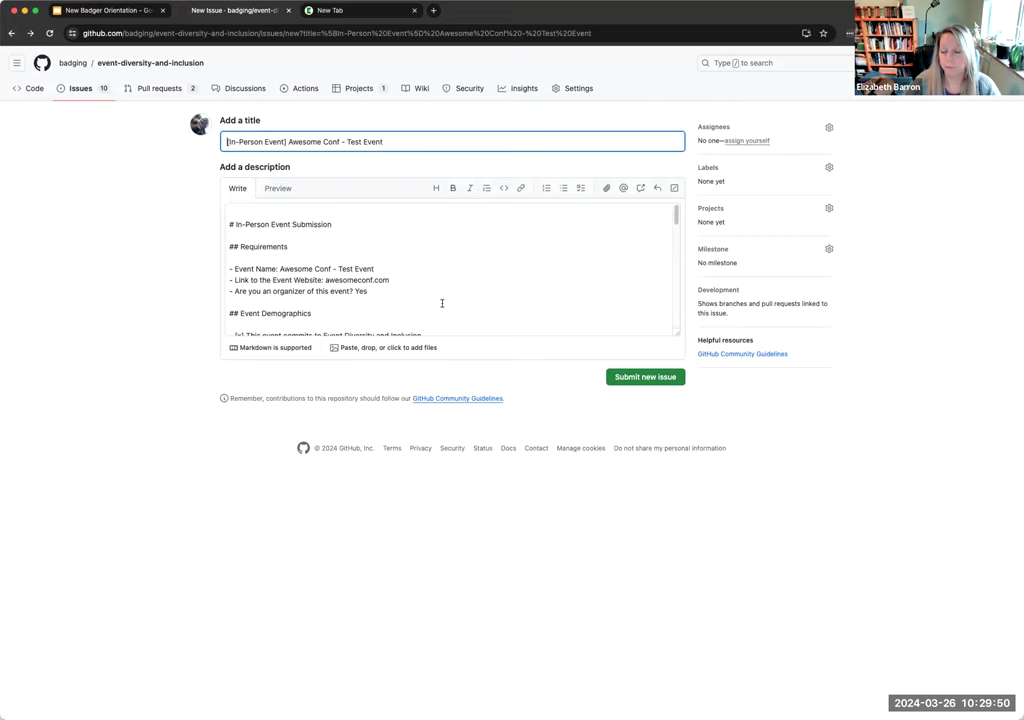 New Badger Orientation - Go
New Issue · badging/event-d
New Tab
github.com/badging/event-diversity-and-inclusion/issues/new?title=%5BIn-Person%20Event%5D%20Awesome%20Conf%20-%20Test%20Event
badging / event-diversity-and-inclusion
Type / to search
Elizabeth Barron
Code
Issues 10
Pull requests 2
Discussions
Actions
Projects 1
Wiki
Security
Insights
Settings
Add a title
[In-Person Event] Awesome Conf - Test Event
Add a description
Write
Preview
# In-Person Event Submission
## Requirements
- Event Name: Awesome Conf - Test Event
- Link to the Event Website: awesomeconf.com
- Are you an organizer of this event? Yes
## Event Demographics
- [x] This event commits to Event Diversity and Inclusion
Markdown is supported
Paste, drop, or click to add files
Submit new issue
Remember, contributions to this repository should follow our GitHub Community Guidelines.
Assignees
No one—assign yourself
Labels
None yet
Projects
None yet
Milestone
No milestone
Development
Shows branches and pull requests linked to
this issue.
Helpful resources
GitHub Community Guidelines
© 2024 GitHub, Inc.
Terms
Privacy
Security
Status
Docs
Contact
Manage cookies
Do not share my personal information
2024-03-26 10:29:50